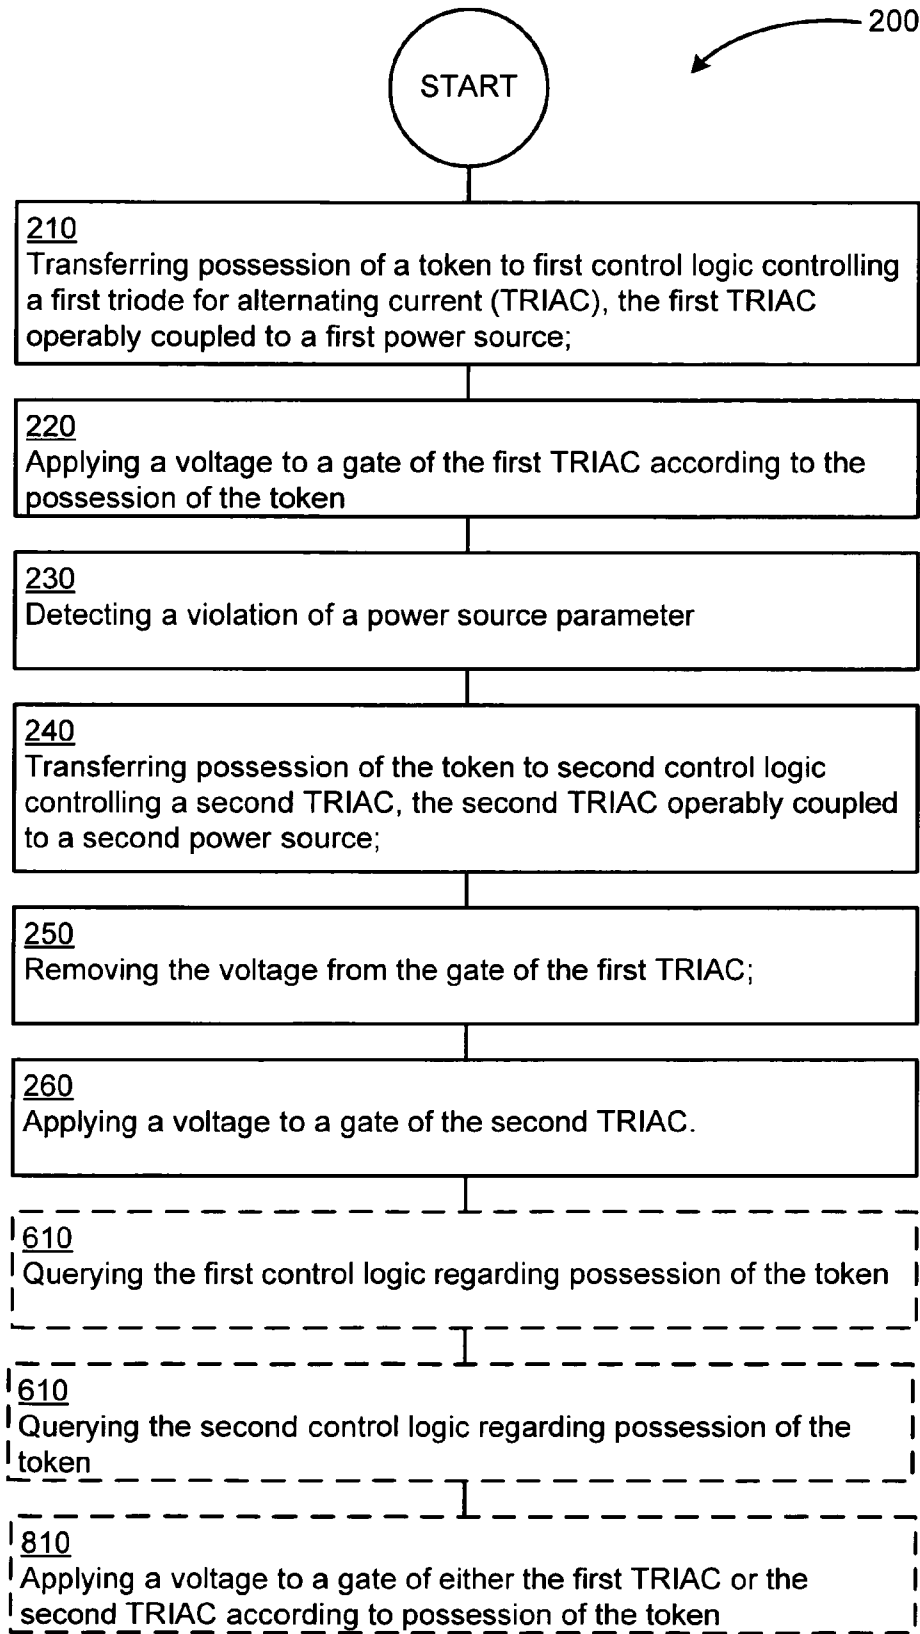 200
START
210
Transferring possession of a token to first control logic controlling
a first triode for alternating current (TRIAC), the first TRIAC
operably coupled to a first power source;
220
Applying a voltage to a gate of the first TRIAC according to the
possession of the token
230
Detecting a violation of a power source parameter
240
Transferring possession of the token to second control logic
controlling a second TRIAC, the second TRIAC operably coupled
to a second power source;
250
Removing the voltage from the gate of the first TRIAC;
260
Applying a voltage to a gate of the second TRIAC.
610
Querying the first control logic regarding possession of the token
610
Querying the second control logic regarding possession of the
token
810
Applying a voltage to a gate of either the first TRIAC or the
second TRIAC according to possession of the token